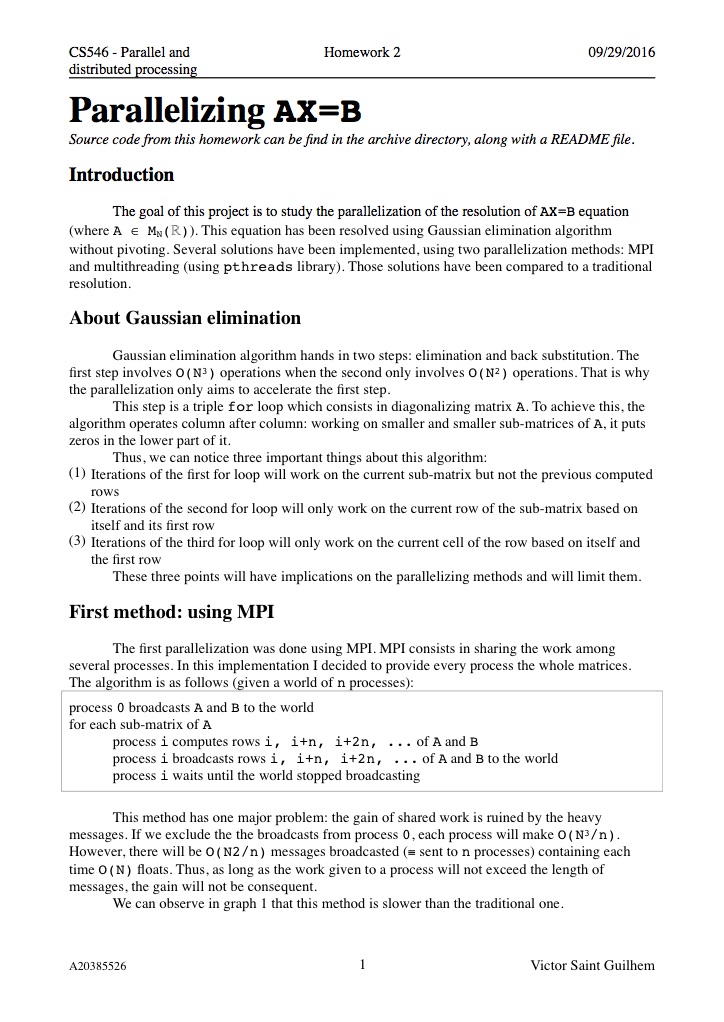 CS546 - Parallel and
distributed processing
Homework 2
09/29/2016
Parallelizing AX=B
Source code from this homework can be find in the archive directory, along with a README file.
Introduction
The goal of this project is to study the parallelization of the resolution of AX=B equation
(where A ∈ Mₙ(ℝ)). This equation has been resolved using Gaussian elimination algorithm
without pivoting. Several solutions have been implemented, using two parallelization methods: MPI
and multithreading (using pthreads library). Those solutions have been compared to a traditional
resolution.
About Gaussian elimination
Gaussian elimination algorithm hands in two steps: elimination and back substitution. The
first step involves O(N³) operations when the second only involves O(N²) operations. That is why
the parallelization only aims to accelerate the first step.
This step is a triple for loop which consists in diagonalizing matrix A. To achieve this, the
algorithm operates column after column: working on smaller and smaller sub-matrices of A, it puts
zeros in the lower part of it.
Thus, we can notice three important things about this algorithm:
(1) Iterations of the first for loop will work on the current sub-matrix but not the previous computed
rows
(2) Iterations of the second for loop will only work on the current row of the sub-matrix based on
itself and its first row
(3) Iterations of the third for loop will only work on the current cell of the row based on itself and
the first row
These three points will have implications on the parallelizing methods and will limit them.
First method: using MPI
The first parallelization was done using MPI. MPI consists in sharing the work among
several processes. In this implementation I decided to provide every process the whole matrices.
The algorithm is as follows (given a world of n processes):
process 0 broadcasts A and B to the world
for each sub-matrix of A
process i computes rows i, i+n, i+2n, ... of A and B
process i broadcasts rows i, i+n, i+2n, ... of A and B to the world
process i waits until the world stopped broadcasting
This method has one major problem: the gain of shared work is ruined by the heavy
messages. If we exclude the the broadcasts from process 0, each process will make O(N³/n).
However, there will be O(N2/n) messages broadcasted (≡ sent to n processes) containing each
time O(N) floats. Thus, as long as the work given to a process will not exceed the length of
messages, the gain will not be consequent.
We can observe in graph 1 that this method is slower than the traditional one.
A20385526
1
Victor Saint Guilhem